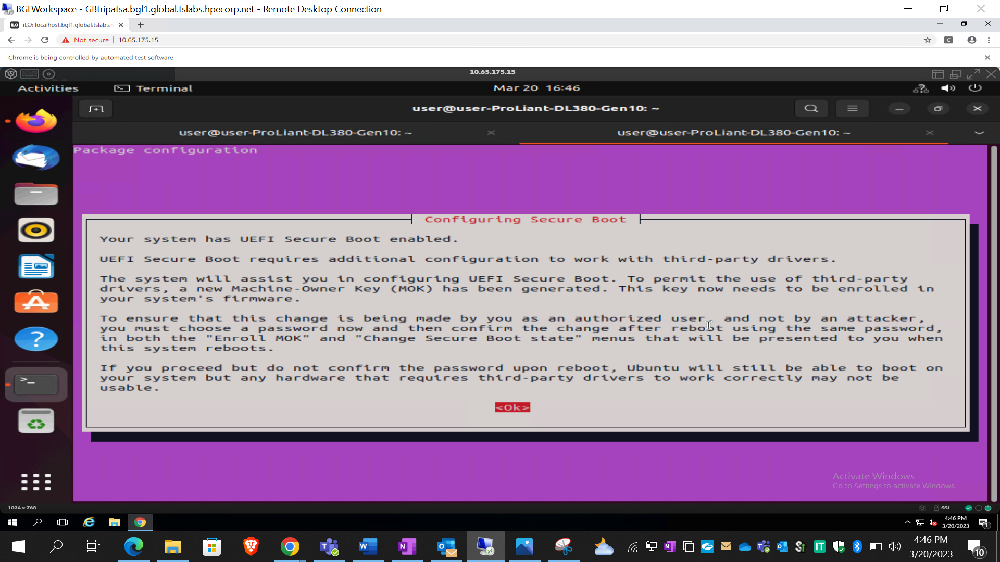 BGLWorkspace - GBtripatsa.bgl1.global.tslabs.hpecorp.net - Remote Desktop Connection
iLO
iLO: localhost.bgl1.global.tslabs.h
Not secure
10.65.175.15
Chrome is being controlled by automated test software.
10.65.175.15
Activities
Terminal
Mar 20 16:46
user@user-ProLiant-DL380-Gen10: ~
user@user-ProLiant-DL380-Gen10: ~
user@user-ProLiant-DL380-Gen10: ~
Package configuration
Configuring Secure Boot
Your system has UEFI Secure Boot enabled.
UEFI Secure Boot requires additional configuration to work with third-party drivers.
The system will assist you in configuring UEFI Secure Boot. To permit the use of third-party
drivers, a new Machine-Owner Key (MOK) has been generated. This key now needs to be enrolled in
your system's firmware.
To ensure that this change is being made by you as an authorized user, and not by an attacker,
you must choose a password now and then confirm the change after reboot using the same password,
in both the "Enroll MOK" and "Change Secure Boot state" menus that will be presented to you when
this system reboots.
If you proceed but do not confirm the password upon reboot, Ubuntu will still be able to boot on
your system but any hardware that requires third-party drivers to work correctly may not be
usable.
<Ok>
Activate Windows
Go to Settings to activate Windows.
1024 x 768
SSL
4:46 PM
3/20/2023
1
4:46 PM
3/20/2023
10